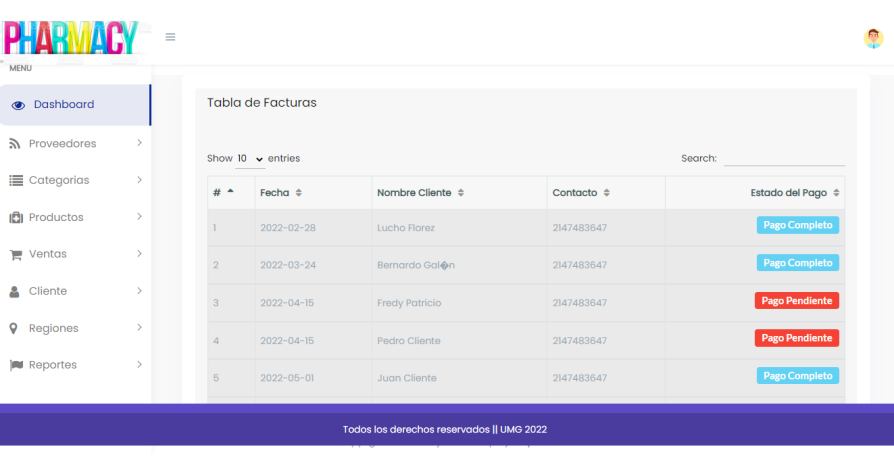 PHARMACY
MENU
Dashboard
Proveedores
Categorias
Productos
Ventas
Cliente
Regiones
Reportes
Tabla de Facturas
Show 10 entries
Search:
# Fecha Nombre Cliente Contacto Estado del Pago
1 2022-02-28 Lucho Florez 2147483647 Pago Completo
2 2022-03-24 Bernardo Gal�n 2147483647 Pago Completo
3 2022-04-15 Fredy Patricio 2147483647 Pago Pendiente
4 2022-04-15 Pedro Cliente 2147483647 Pago Pendiente
5 2022-05-01 Juan Cliente 2147483647 Pago Completo
Todos los derechos reservados || UMG 2022